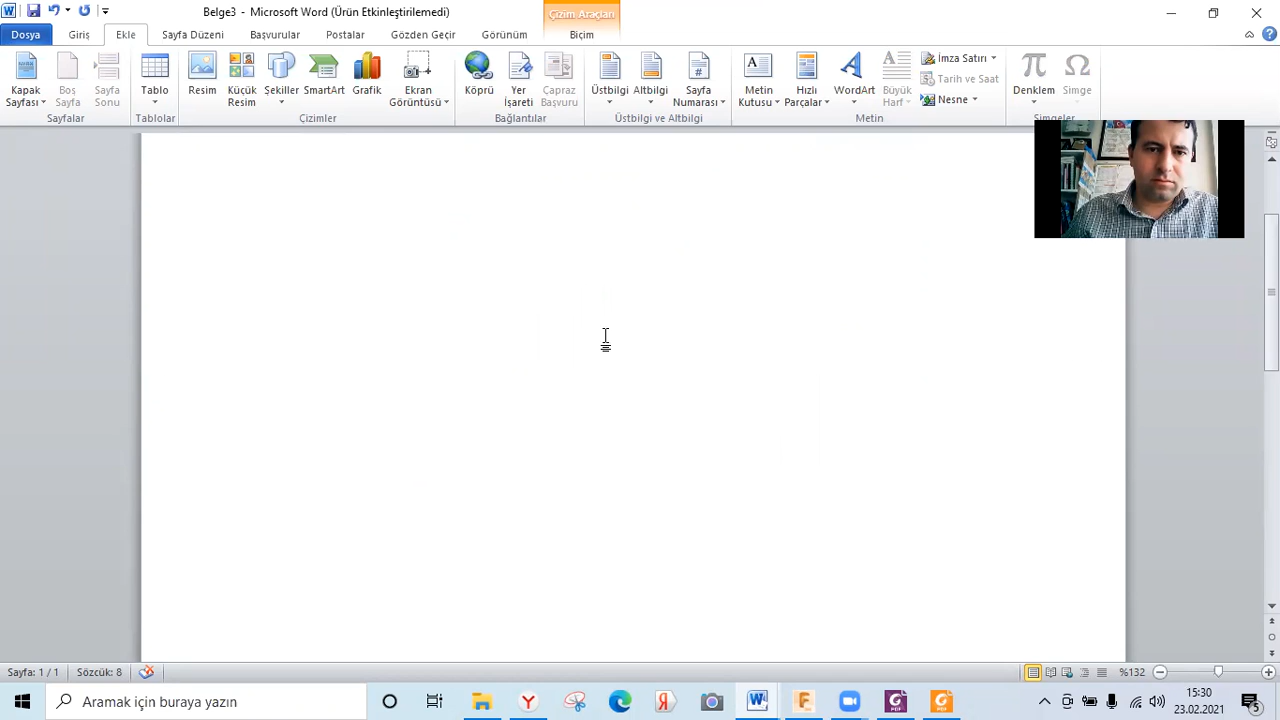 Belge3 - Microsoft Word (Ürün Etkinleştirilemedi)
Çizim Araçları
Dosya Giriş Ekle Sayfa Düzeni Başvurular Postalar Gözden Geçir Görünüm Biçim
Kapak Sayfası
Boş Sayfa
Sayfa Sonu
Tablo
Resim
Küçük Resim
Şekiller
SmartArt
Grafik
Ekran Görüntüsü
Köprü
Yer İşareti
Çapraz Başvuru
Üstbilgi
Altbilgi
Sayfa Numarası
Metin Kutusu
Hızlı Parçalar
WordArt
Büyük Harf
İmza Satırı
Tarih ve Saat
Nesne
Denklem
Simge
Sayfalar Tablolar Çizimler Bağlantılar Üstbilgi ve Altbilgi Metin Simgeler
Sayfa: 1 / 1 Sözcük: 8 %132
Aramak için buraya yazın
15:30
23.02.2021
5